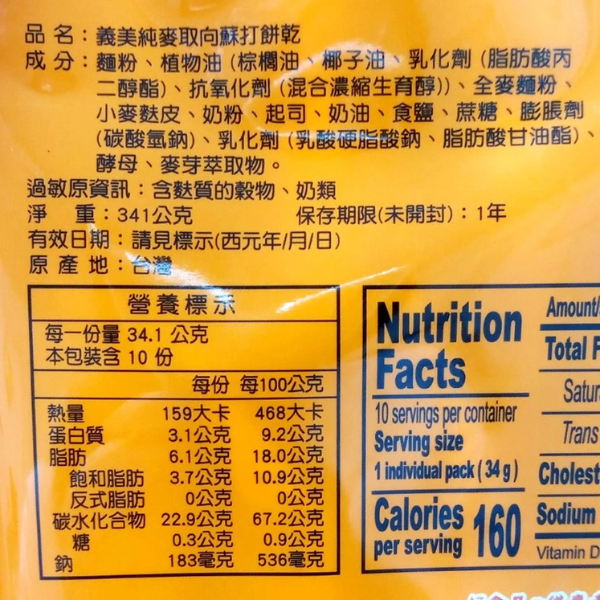 品名：義美純麥取向蘇打餅乾
成分：麵粉、植物油（棕櫚油、椰子油、乳化劑（脂肪酸丙
二醇酯）、抗氧化劑（混合濃縮生育醇））、全麥麵粉、
小麥麩皮、奶粉、起司、奶油、食鹽、蔗糖、膨脹劑
(碳酸氫鈉)、乳化劑（乳酸硬脂酸鈉、脂肪酸甘油酯）、
酵母、麥芽萃取物。
過敏原資訊：含麩質的穀物、奶類
淨 重：341公克 保存期限(未開封)：1年
有效日期：請見標示(西元年/月/日)
原產地：台灣
營養標示
每一份量 34.1 公克
本包裝含 10 份
每份 每100公克
熱量 159大卡 468大卡
蛋白質 3.1公克 9.2公克
脂肪 6.1公克 18.0公克
飽和脂肪 3.7公克 10.9公克
反式脂肪 0公克 0公克
碳水化合物 22.9公克 67.2公克
糖 0.3公克 0.9公克
鈉 183毫克 536毫克
Nutrition
Facts
10 servings per container
Serving size
1 individual pack ( 34 g )
Calories 160
per serving
Amount/
Total F
Satur
Trans
Cholest
Sodium
Vitamin D